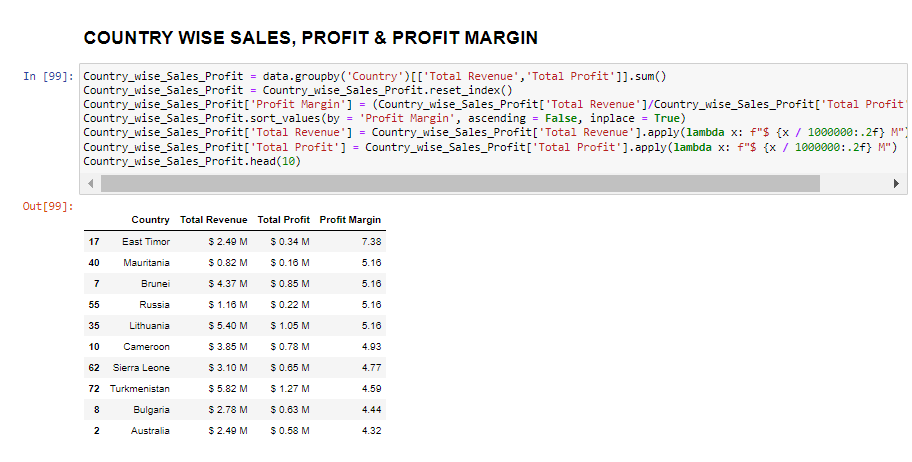 COUNTRY WISE SALES, PROFIT & PROFIT MARGIN
In [99]: Country_wise_Sales_Profit = data.groupby('Country')[['Total Revenue','Total Profit']].sum()
Country_wise_Sales_Profit = Country_wise_Sales_Profit.reset_index()
Country_wise_Sales_Profit['Profit Margin'] = (Country_wise_Sales_Profit['Total Revenue']/Country_wise_Sales_Profit['Total Profit'
Country_wise_Sales_Profit.sort_values(by = 'Profit Margin', ascending = False, inplace = True)
Country_wise_Sales_Profit['Total Revenue'] = Country_wise_Sales_Profit['Total Revenue'].apply(lambda x: f"$ {x / 1000000:.2f} M")
Country_wise_Sales_Profit['Total Profit'] = Country_wise_Sales_Profit['Total Profit'].apply(lambda x: f"$ {x / 1000000:.2f} M")
Country_wise_Sales_Profit.head(10)
Out[99]:
Country Total Revenue Total Profit Profit Margin
17 East Timor $ 2.49 M $ 0.34 M 7.38
40 Mauritania $ 0.82 M $ 0.16 M 5.16
7 Brunei $ 4.37 M $ 0.85 M 5.16
55 Russia $ 1.16 M $ 0.22 M 5.16
35 Lithuania $ 5.40 M $ 1.05 M 5.16
10 Cameroon $ 3.85 M $ 0.78 M 4.93
62 Sierra Leone $ 3.10 M $ 0.65 M 4.77
72 Turkmenistan $ 5.82 M $ 1.27 M 4.59
8 Bulgaria $ 2.78 M $ 0.63 M 4.44
2 Australia $ 2.49 M $ 0.58 M 4.32